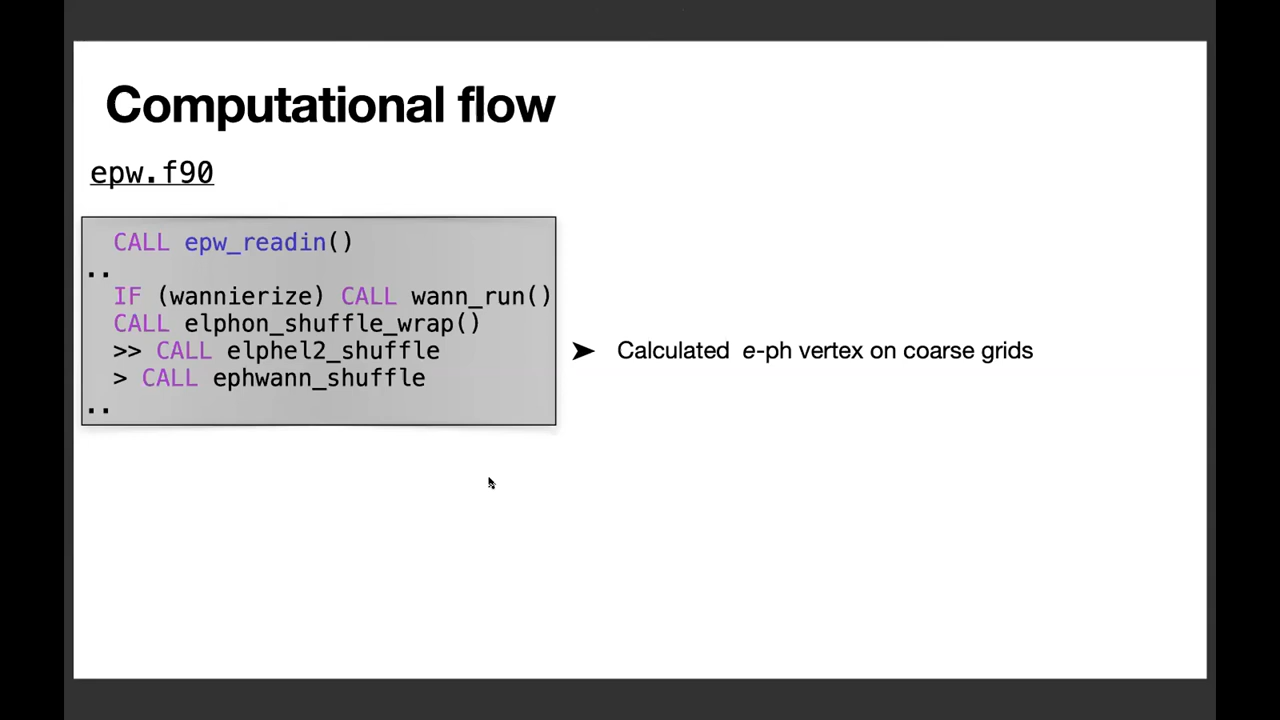 Computational flow
epw.f90
CALL epw_readin()
..
IF (wannierize) CALL wann_run()
CALL elphon_shuffle_wrap()
>> CALL elphel2_shuffle
➤ Calculated e-ph vertex on coarse grids
> CALL ephwann_shuffle
..